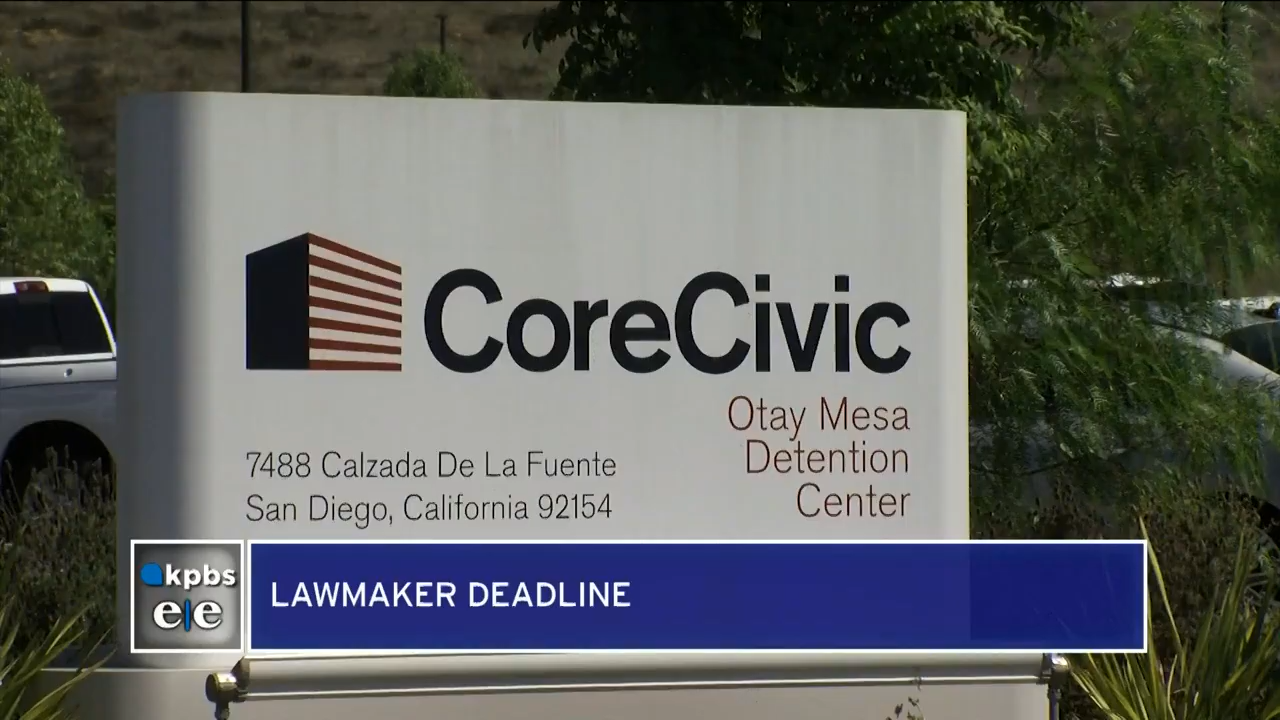 CoreCivic
Otay Mesa
Detention
Center
7488 Calzada De La Fuente
San Diego, California 92154
kpbs
e|e
LAWMAKER DEADLINE